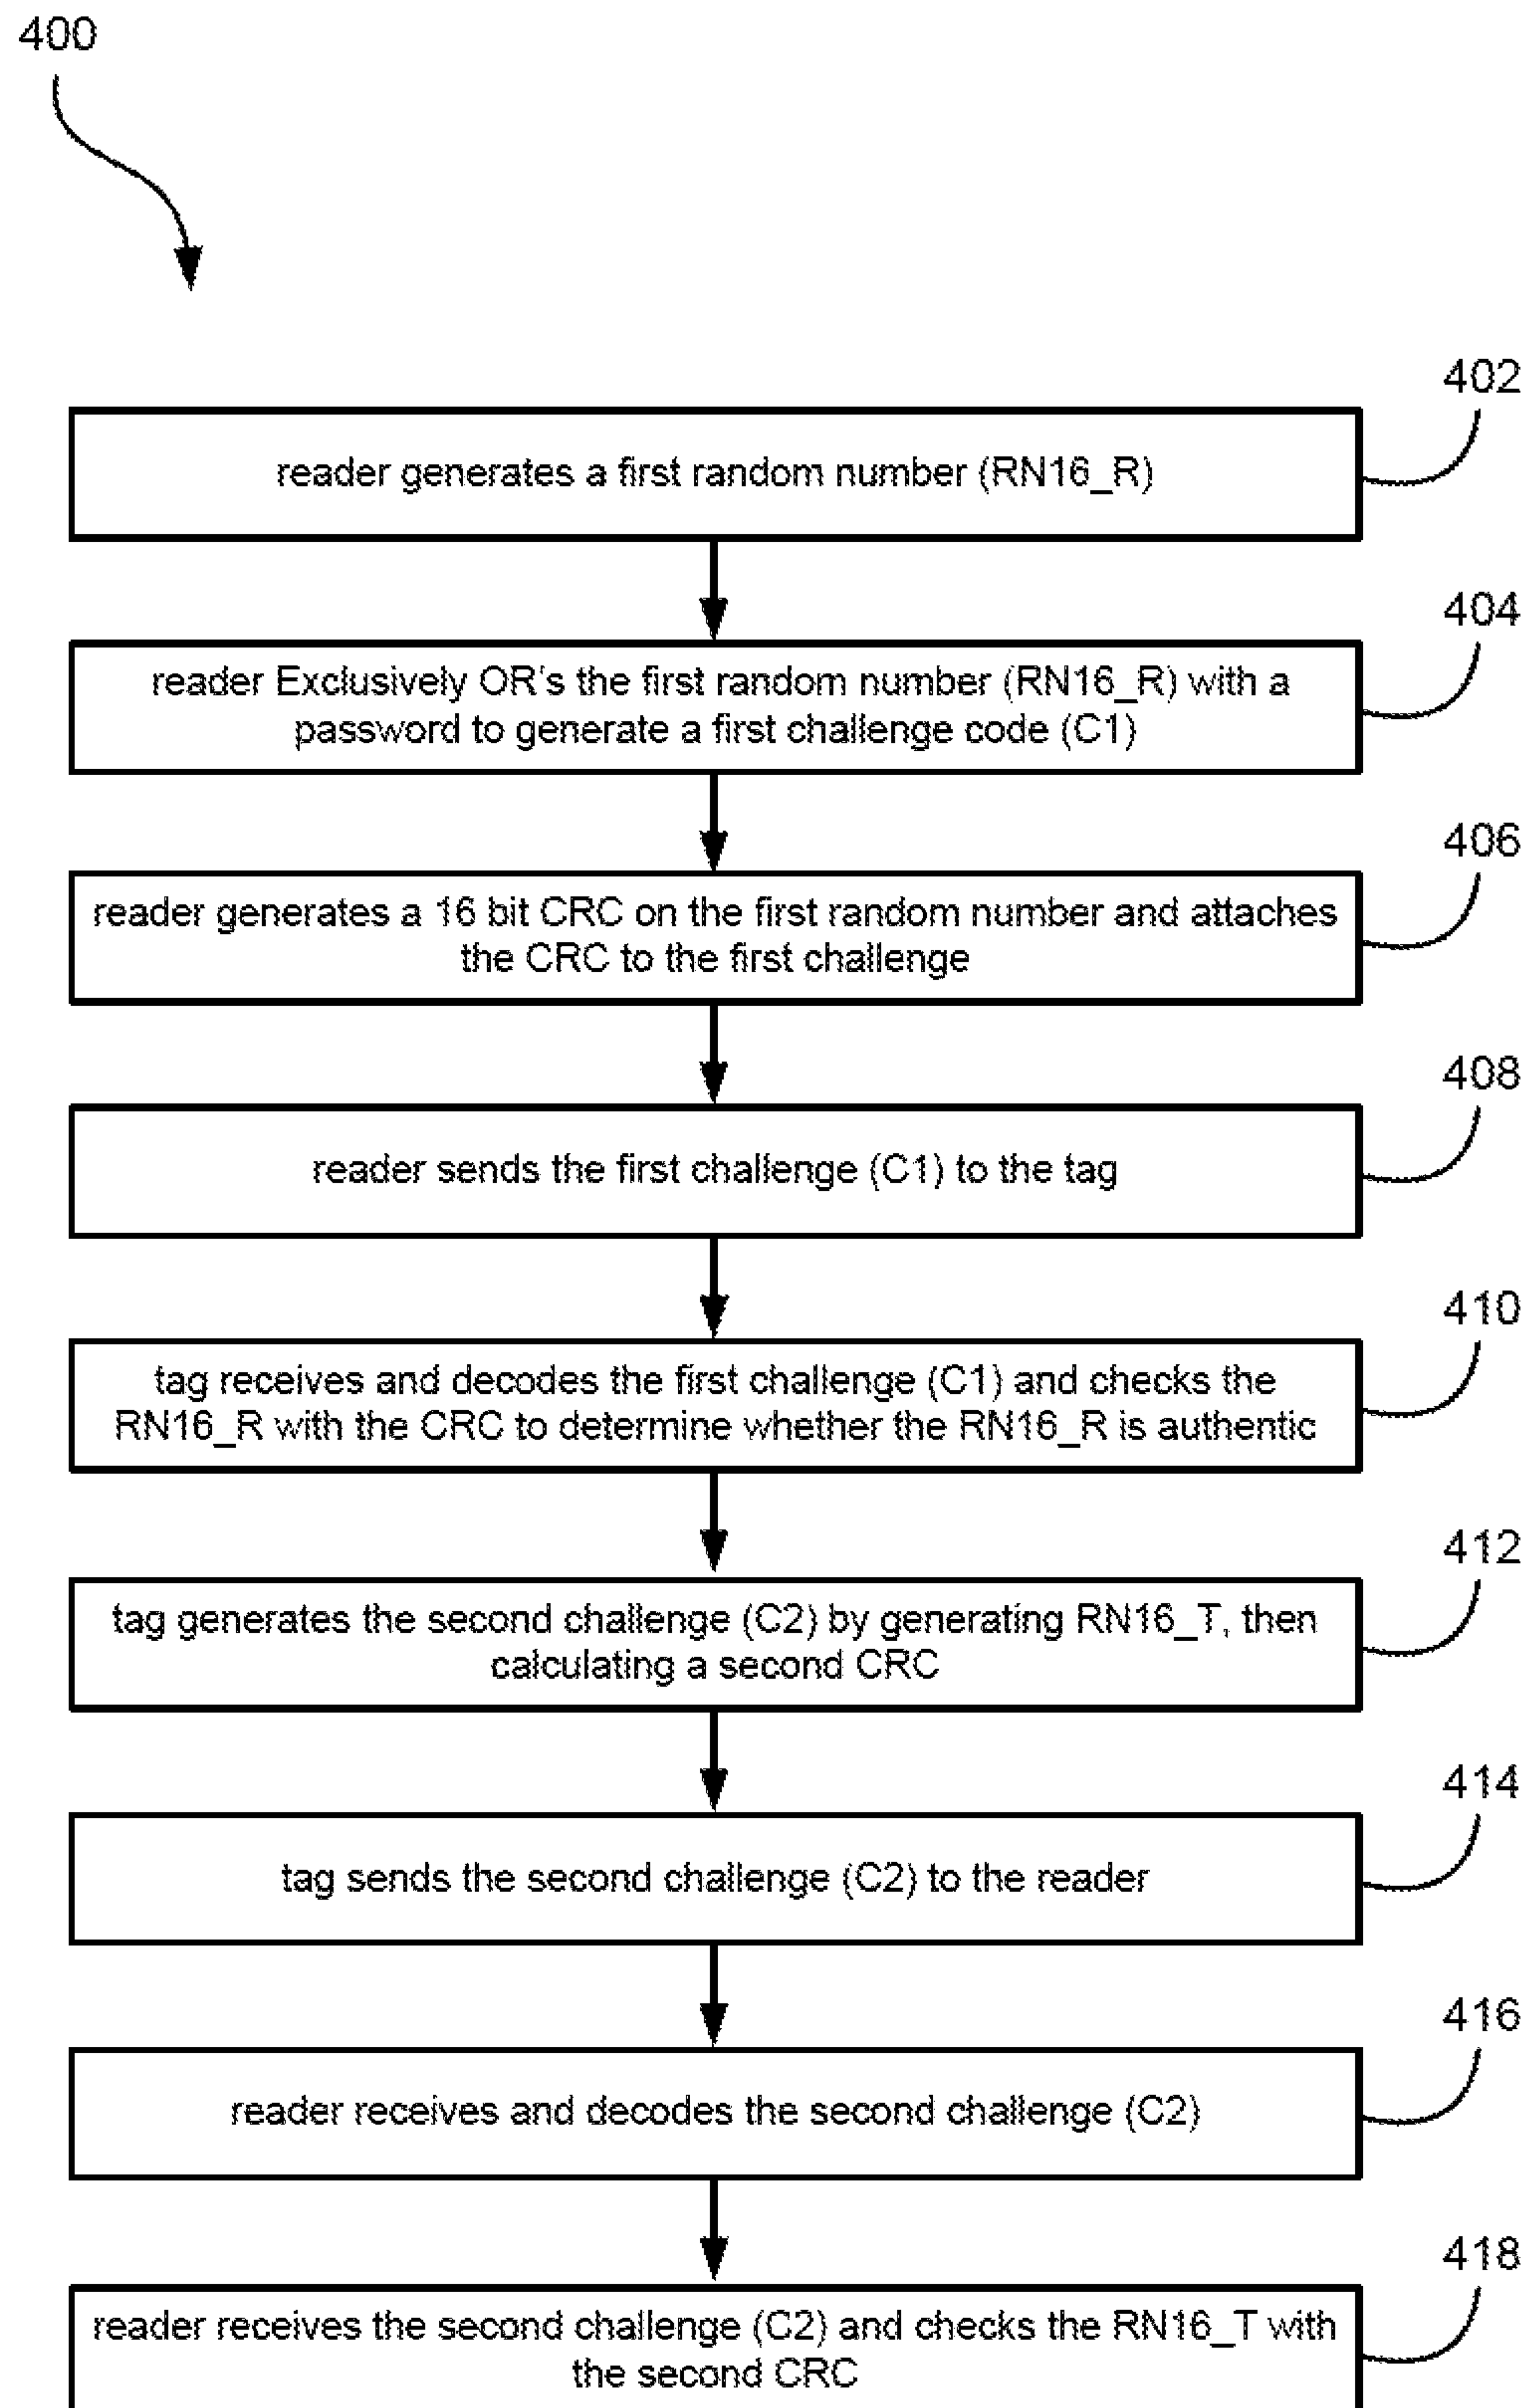 400
402
reader generates a first random number (RN16_R)
404
reader Exclusively OR's the first random number (RN16_R) with a
password to generate a first challenge code (C1)
406
reader generates a 16 bit CRC on the first random number and attaches
the CRC to the first challenge
408
reader sends the first challenge (C1) to the tag
410
tag receives and decodes the first challenge (C1) and checks the
RN16_R with the CRC to determine whether the RN16_R is authentic
412
tag generates the second challenge (C2) by generating RN16_T, then
calculating a second CRC
414
tag sends the second challenge (C2) to the reader
416
reader receives and decodes the second challenge (C2)
418
reader receives the second challenge (C2) and checks the RN16_T with
the second CRC